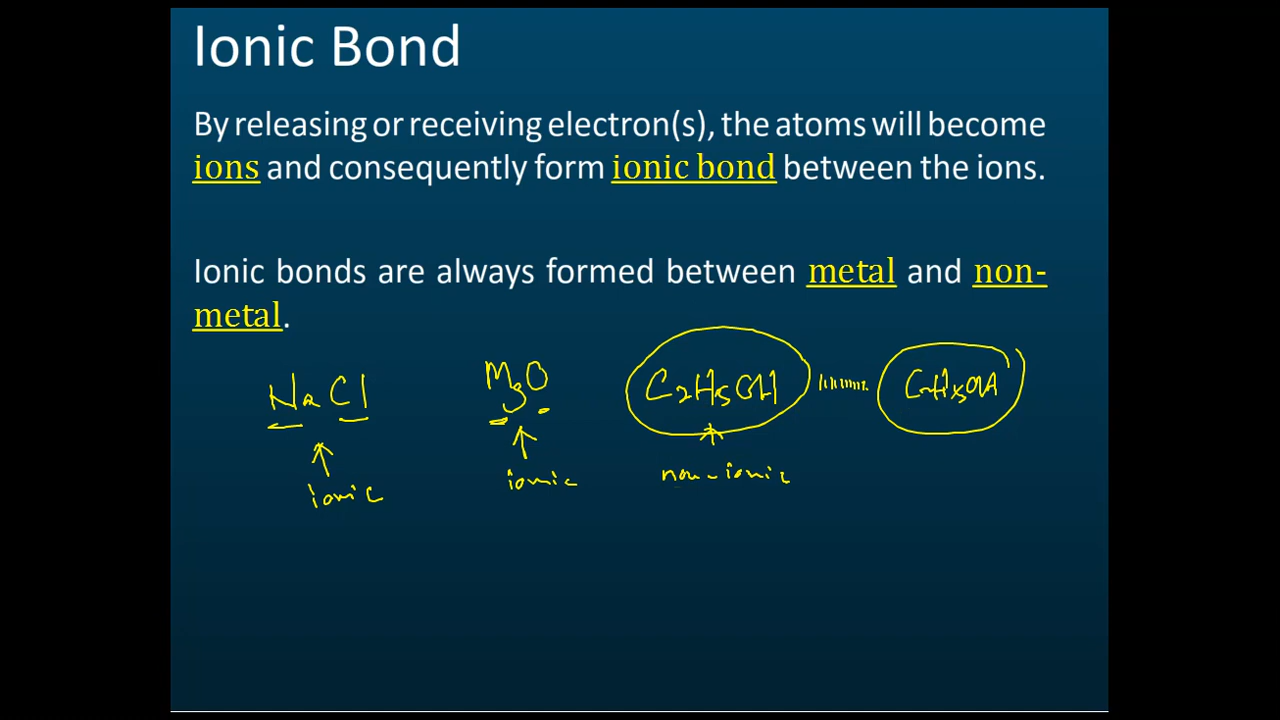 Ionic Bond
By releasing or receiving electron(s), the atoms will become
ions and consequently form ionic bond between the ions.
Ionic bonds are always formed between metal and non-
metal.
NaCl MgO C2H5OH C2H5OH
ionic ionic non-ionic